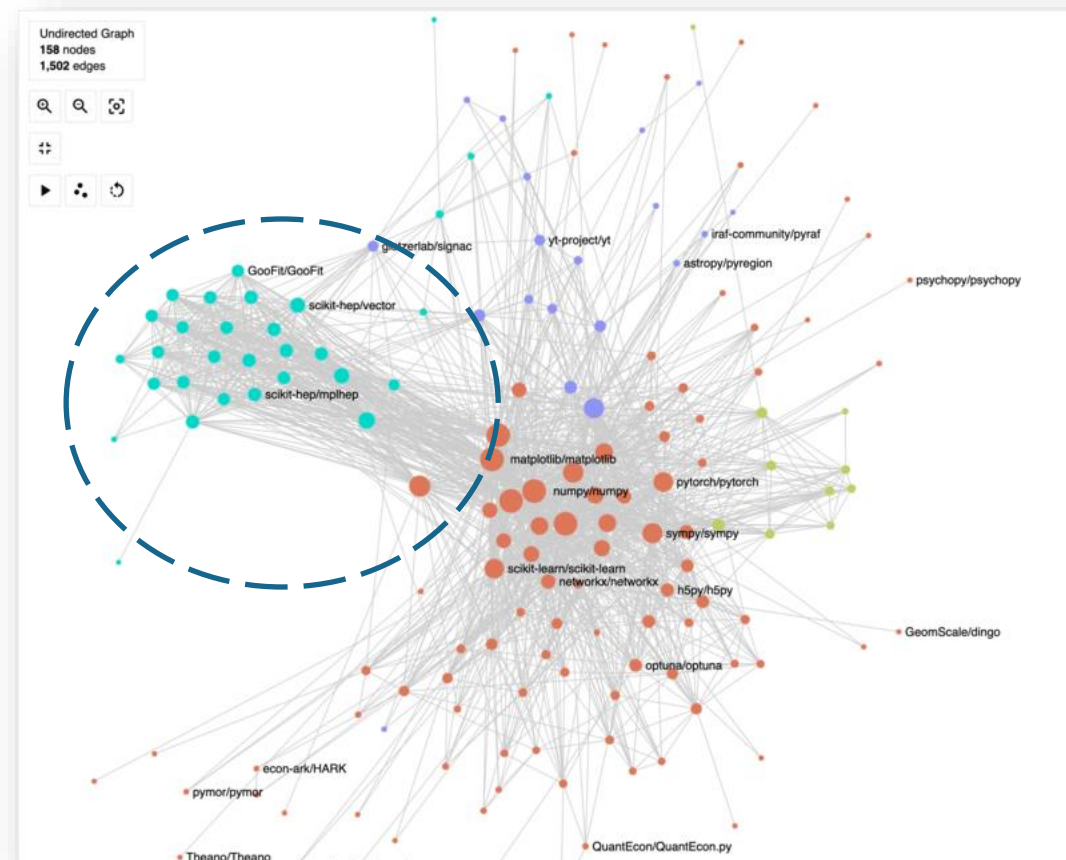 Undirected Graph
158 nodes
1,502 edges
glotzerlab/signac
yt-project/yt
iraf-community/pyraf
astropy/pyregion
GooFit/GooFit
psychopy/psychopy
scikit-hep/vector
scikit-hep/mplhep
matplotlib/matplotlib
pytorch/pytorch
numpy/numpy
sympy/sympy
scikit-learn/scikit-learn
networkx/networkx
h5py/h5py
GeomScale/dingo
optuna/optuna
econ-ark/HARK
pymor/pymor
QuantEcon/QuantEcon.py
Theano/Theano